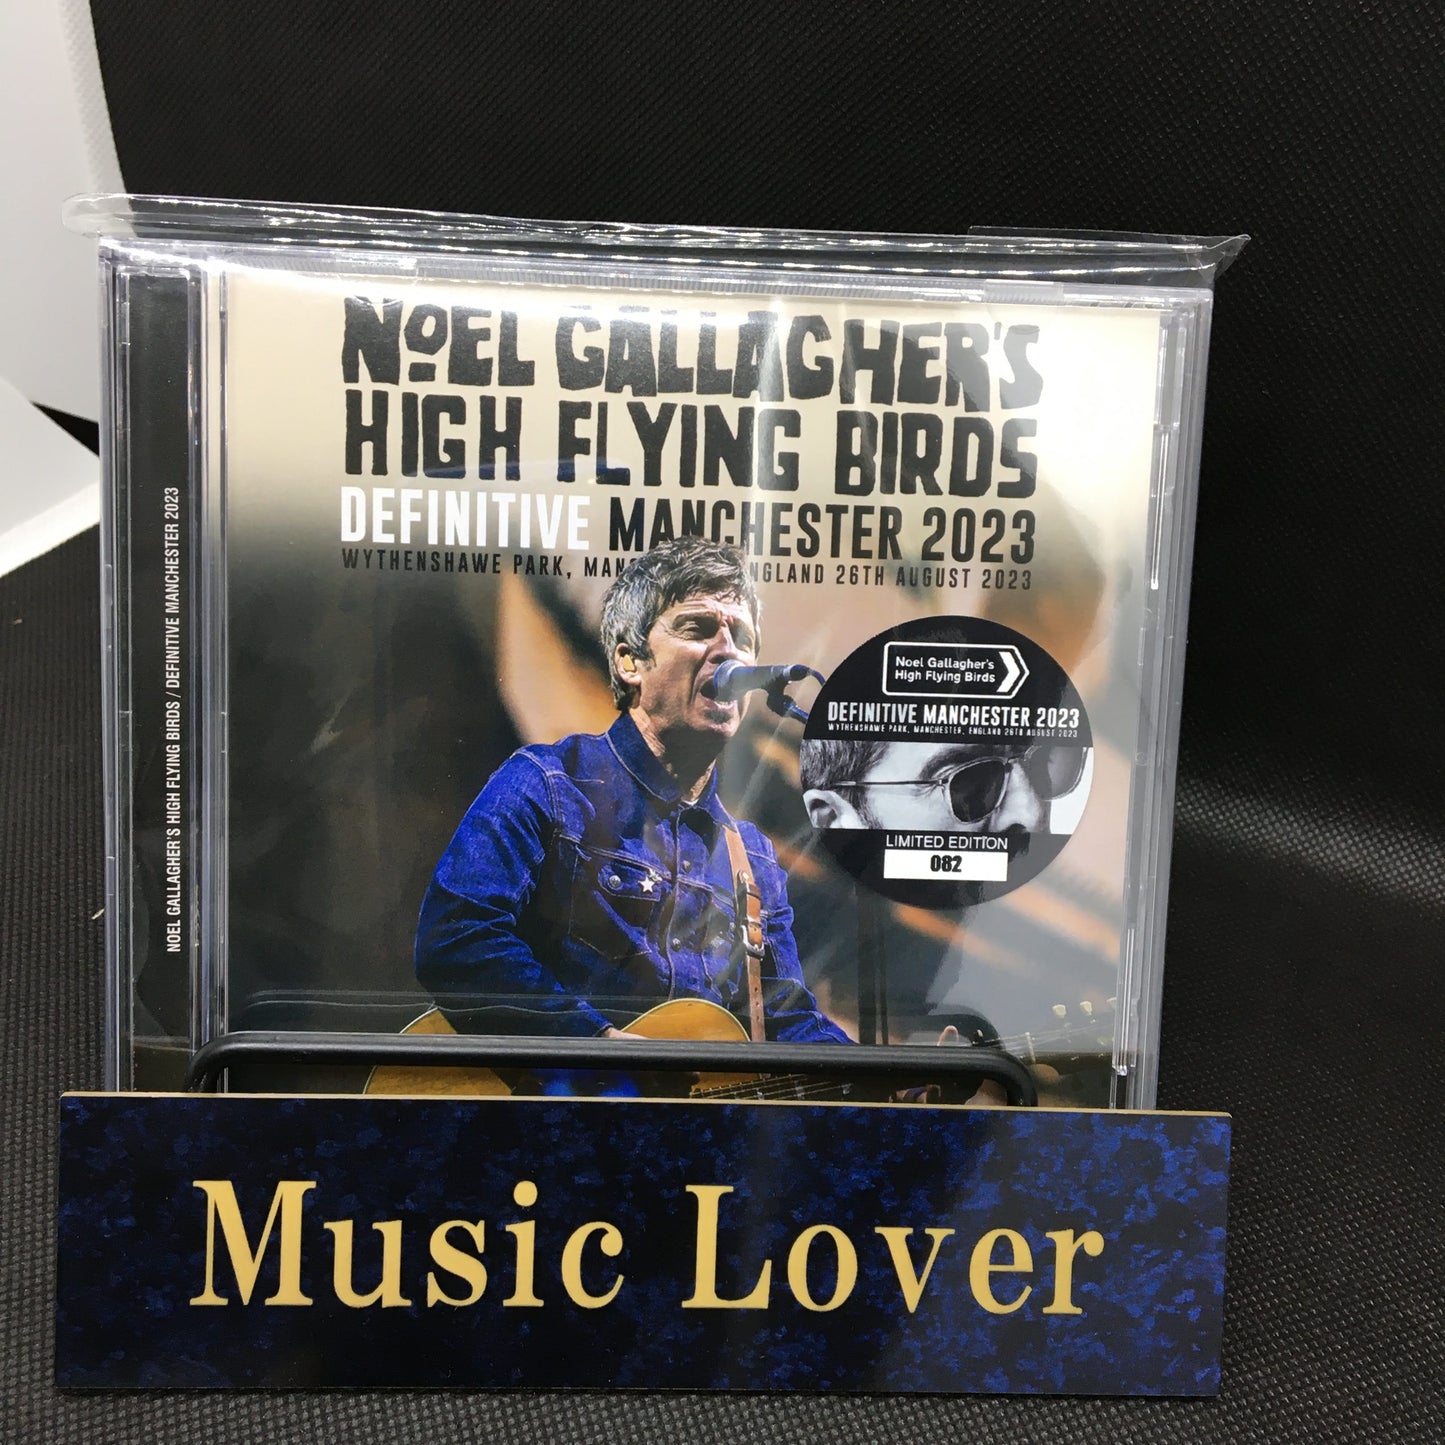 NOEL GALLAGHER'S
HIGH FLYING BIRDS
DEFINITIVE MANCHESTER 2023
WYTHENSHAWE PARK, ENGLAND 26TH AUGUST 2023
NOEL GALLAGHER'S HIGH FLYING BIRDS / DEFINITIVE MANCHESTER 2023
Noel Gallagher's
High Flying Birds
DEFINITIVE MANCHESTER 2023
WYTHENSHAWE PARK, MANCHESTER, ENGLAND 26TH AUGUST 2023
LIMITED EDITION
082
Music Lover